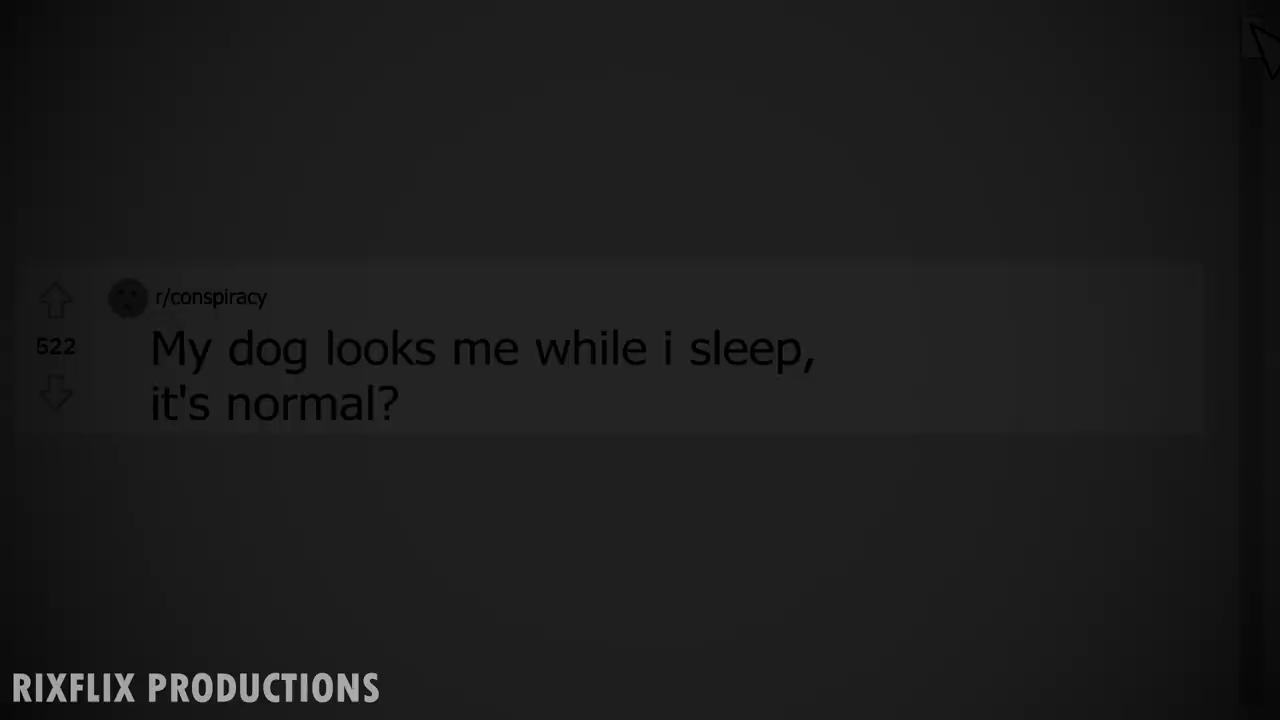 r/conspiracy
522
My dog looks me while i sleep,
it's normal?
RIXFLIX PRODUCTIONS